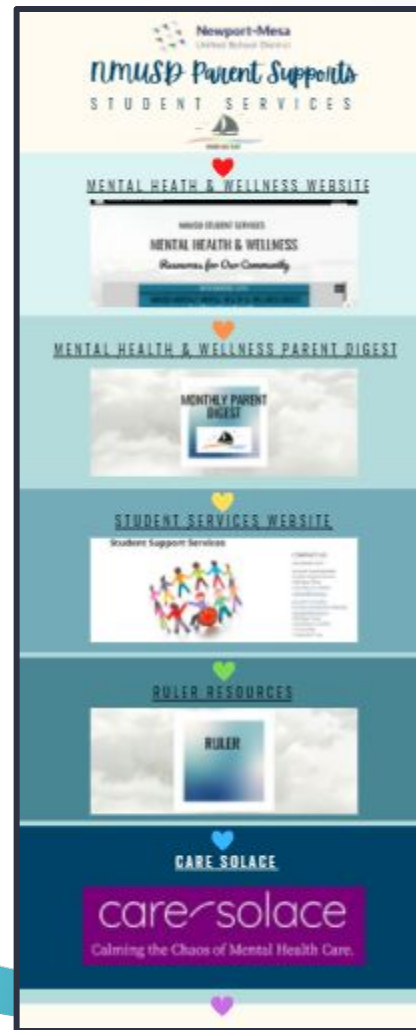 Newport-Mesa
Unified School District
NMUSD Parent Supports
STUDENT SERVICES
MENTAL HEATH & WELLNESS WEBSITE
NMUSD STUDENT SERVICES
MENTAL HEALTH & WELLNESS
Resources for Our Community
MENTAL HEALTH & WELLNESS PARENT DIGEST
MONTHLY PARENT
DIGEST
STUDENT SERVICES WEBSITE
Student Support Services
CONTACT US
RULER RESOURCES
RULER
CARE SOLACE
care solace
Calming the Chaos of Mental Health Care.